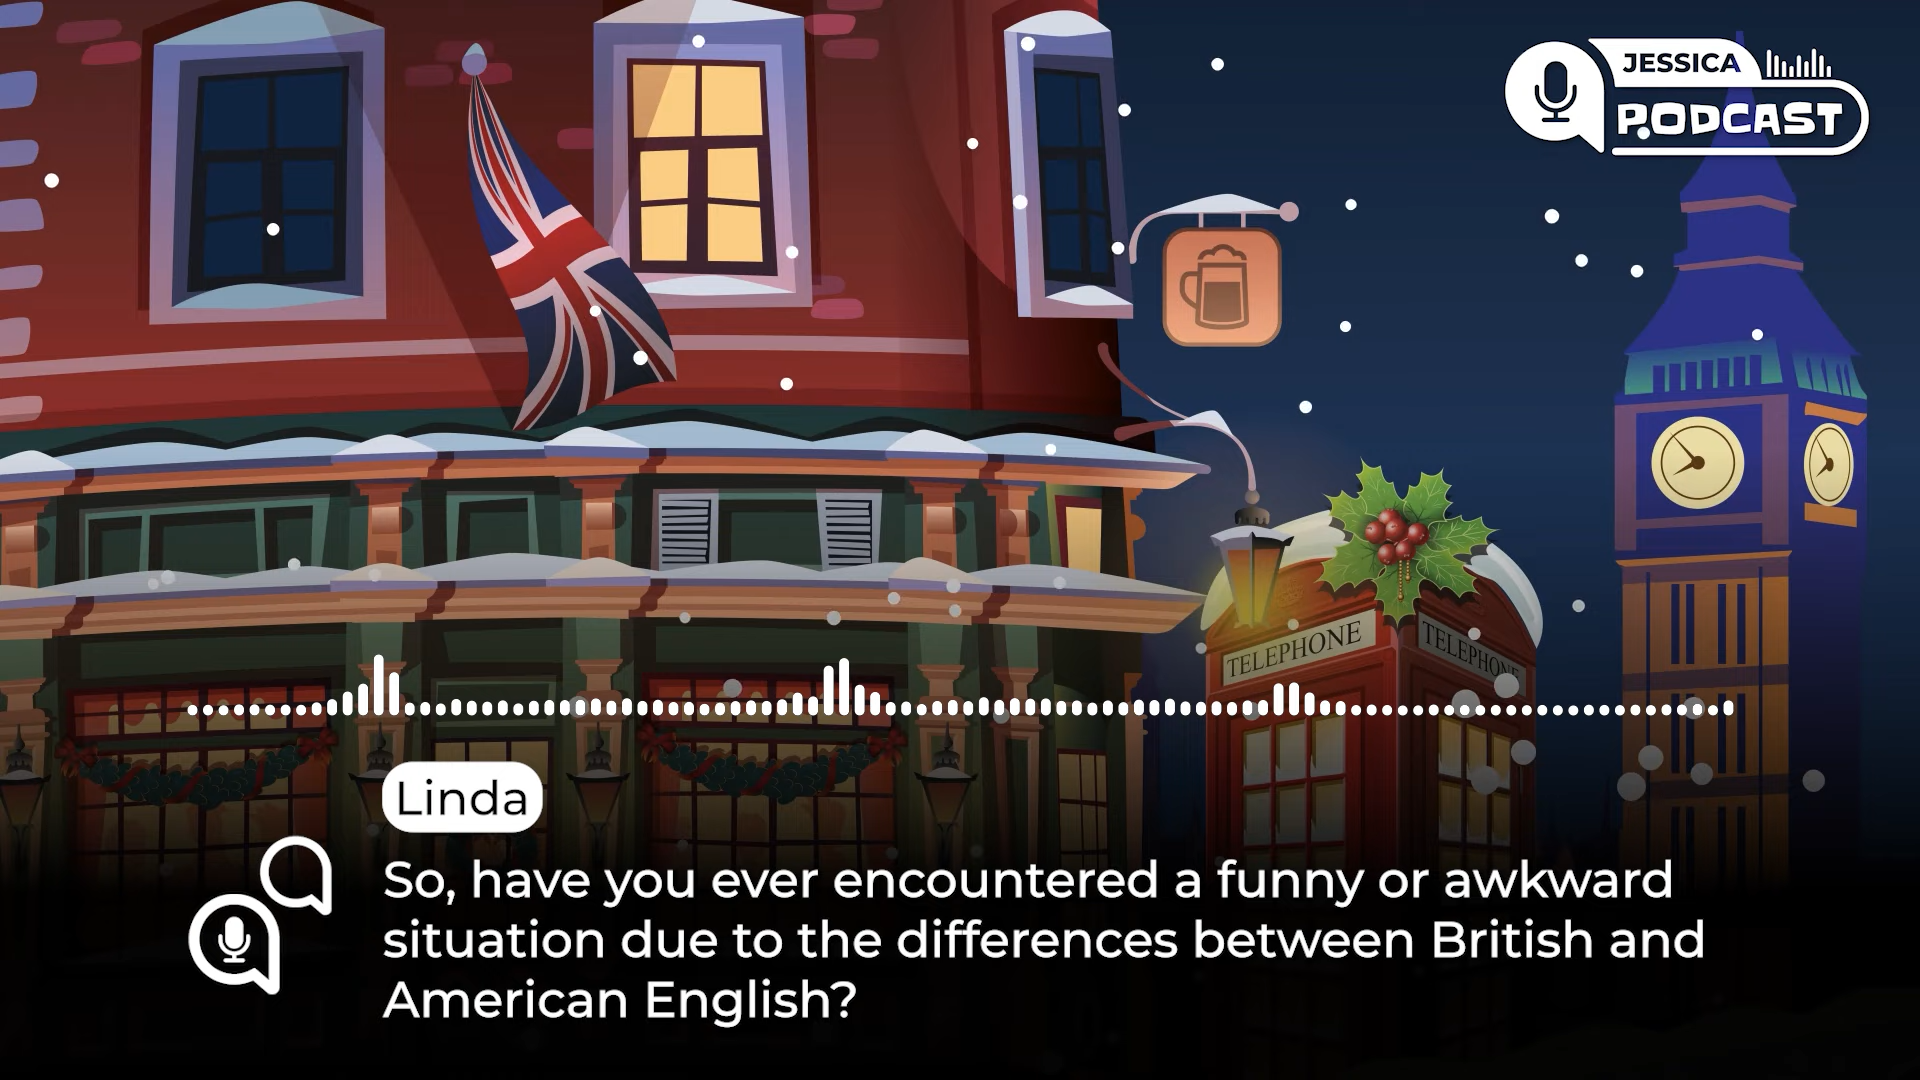 JESSICA
PODCAST
TELEPHONE
TELEPHONE
Linda
So, have you ever encountered a funny or awkward
situation due to the differences between British and
American English?